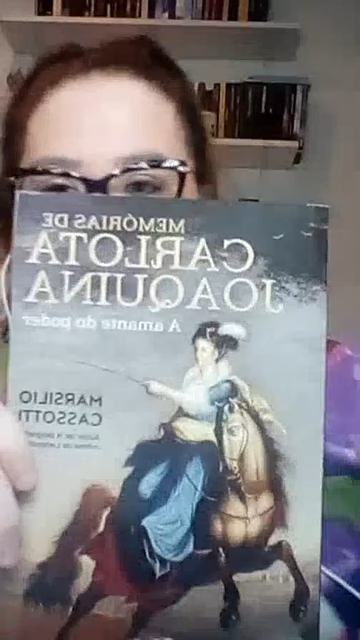 MEMÓRIAS DE
CARLOTA
JOAQUINA
A amante do poder
MARSILIO
CASSOTTI